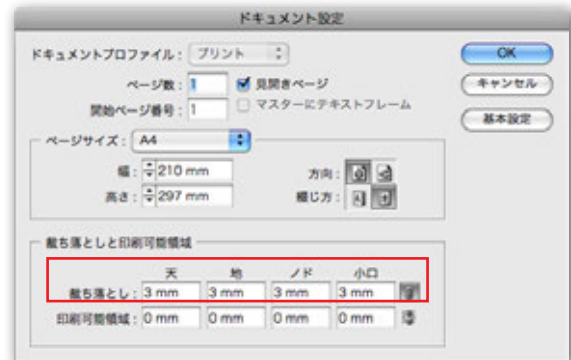 ドキュメント設定
ドキュメントプロファイル： プリント
OK
ページ数： 1 見開きページ
キャンセル
開始ページ番号： 1 マスターにテキストフレーム
基本設定
ページサイズ： A4
幅： 210 mm 方向：
高さ： 297 mm 綴じ方：
裁ち落としと印刷可能領域
天 地 ノド 小口
裁ち落とし： 3 mm 3 mm 3 mm 3 mm
印刷可能領域： 0 mm 0 mm 0 mm 0 mm